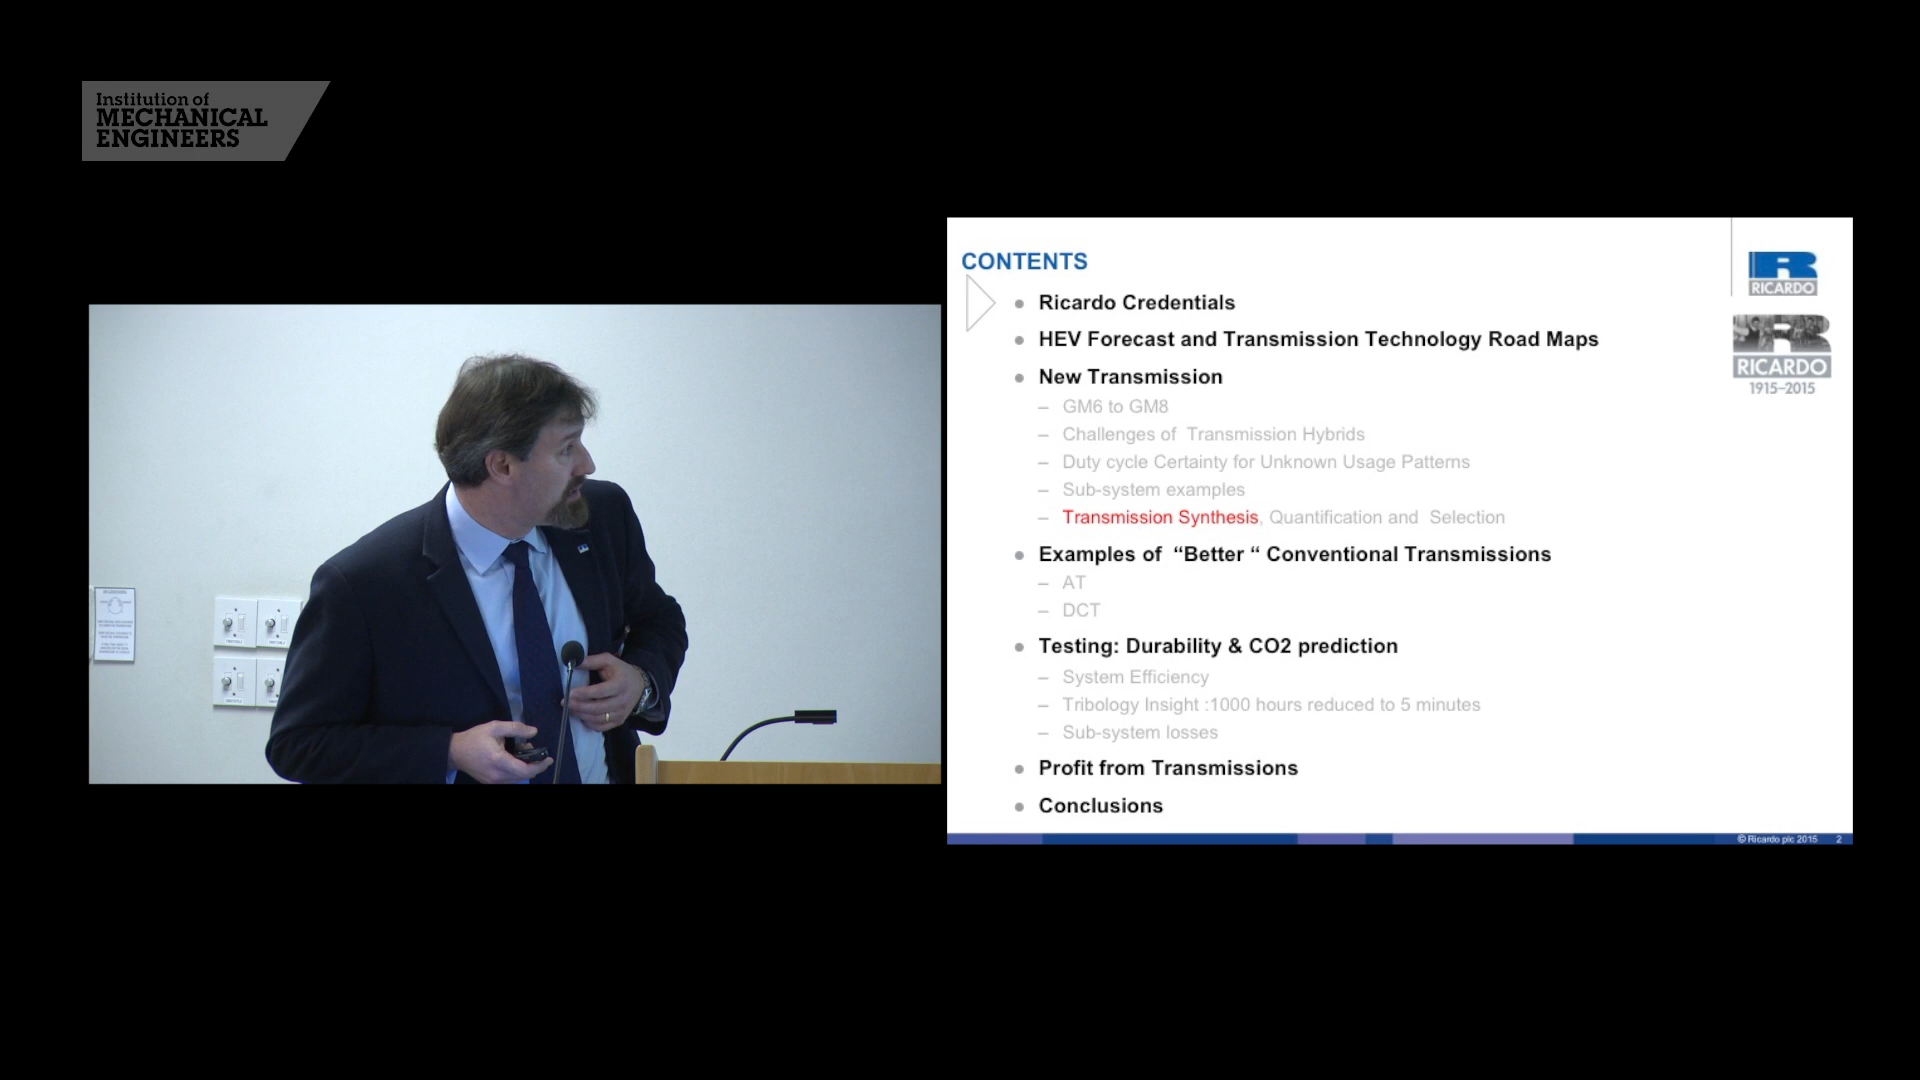 Institution of
MECHANICAL
ENGINEERS
CONTENTS
RICARDO
RICARDO
1915–2015
Ricardo Credentials
HEV Forecast and Transmission Technology Road Maps
New Transmission
– GM6 to GM8
– Challenges of Transmission Hybrids
– Duty cycle Certainty for Unknown Usage Patterns
– Sub-system examples
– Transmission Synthesis, Quantification and Selection
Examples of “Better “ Conventional Transmissions
– AT
– DCT
Testing: Durability & CO2 prediction
– System Efficiency
– Tribology Insight :1000 hours reduced to 5 minutes
– Sub-system losses
Profit from Transmissions
Conclusions
© Ricardo plc 2015 2